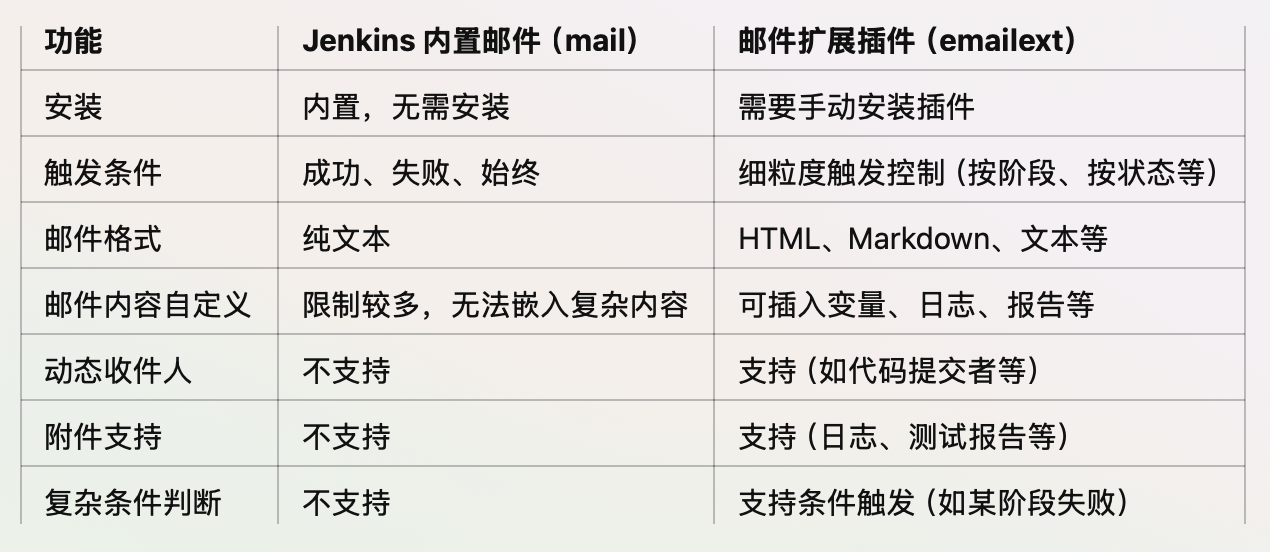 功能 Jenkins 内置邮件（mail） 邮件扩展插件（emailext）
安装 内置，无需安装 需要手动安装插件
触发条件 成功、失败、始终 细粒度触发控制（按阶段、按状态等）
邮件格式 纯文本 HTML、Markdown、文本等
邮件内容自定义 限制较多，无法嵌入复杂内容 可插入变量、日志、报告等
动态收件人 不支持 支持（如代码提交者等）
附件支持 不支持 支持（日志、测试报告等）
复杂条件判断 不支持 支持条件触发（如某阶段失败）